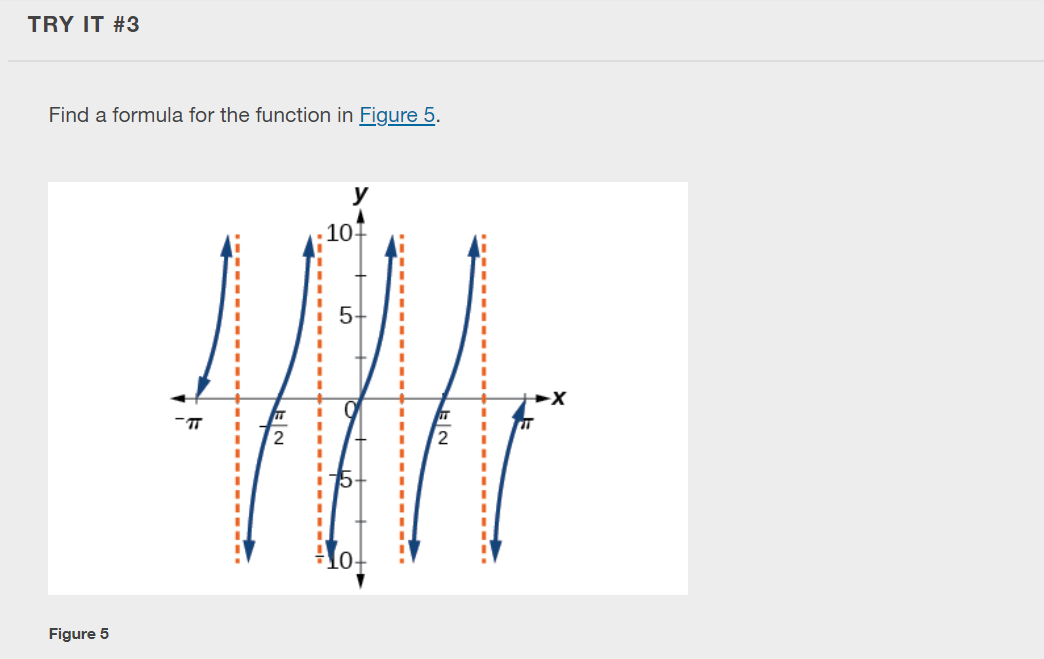 TRY IT #3
Find a formula for the function in Figure 5.
y
10
5
x
0
-π
-π/2
π/2
π
-5
-10
Figure 5